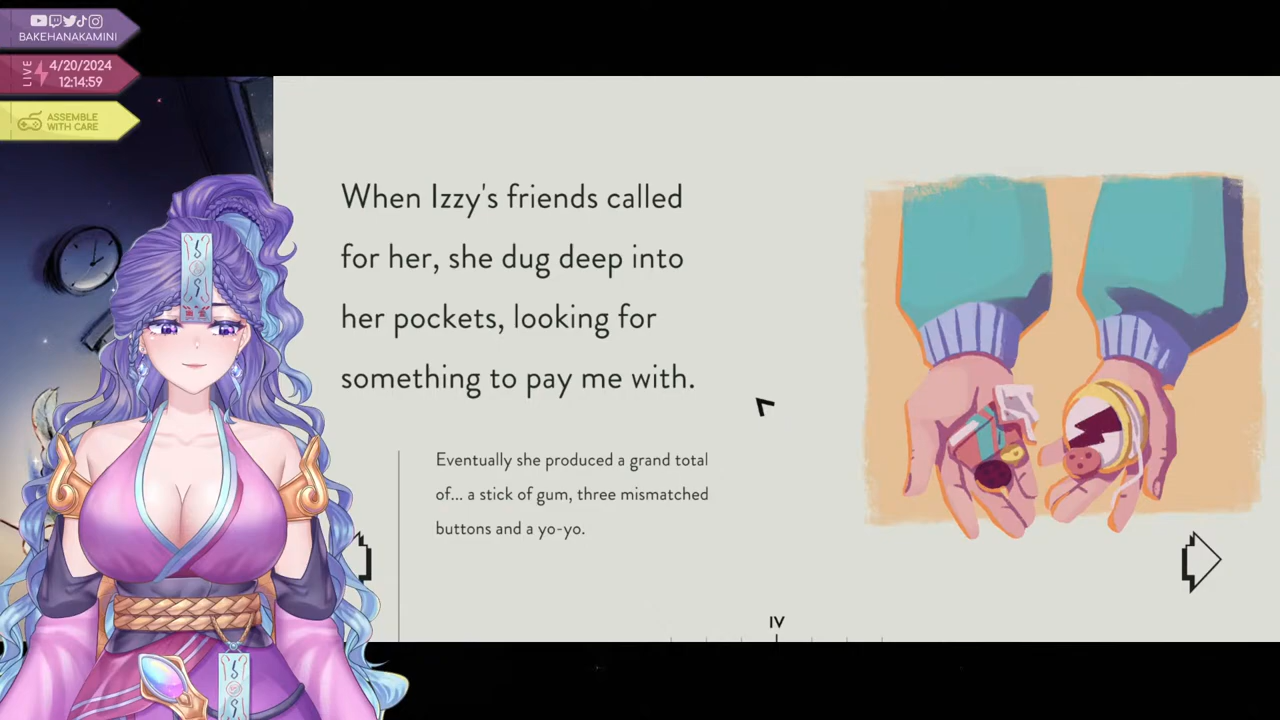 BAKEHANAKAMINI
LIVE
4/20/2024
12:14:59
ASSEMBLE
WITH CARE
When Izzy's friends called
for her, she dug deep into
her pockets, looking for
something to pay me with.
Eventually she produced a grand total
of... a stick of gum, three mismatched
buttons and a yo-yo.
IV